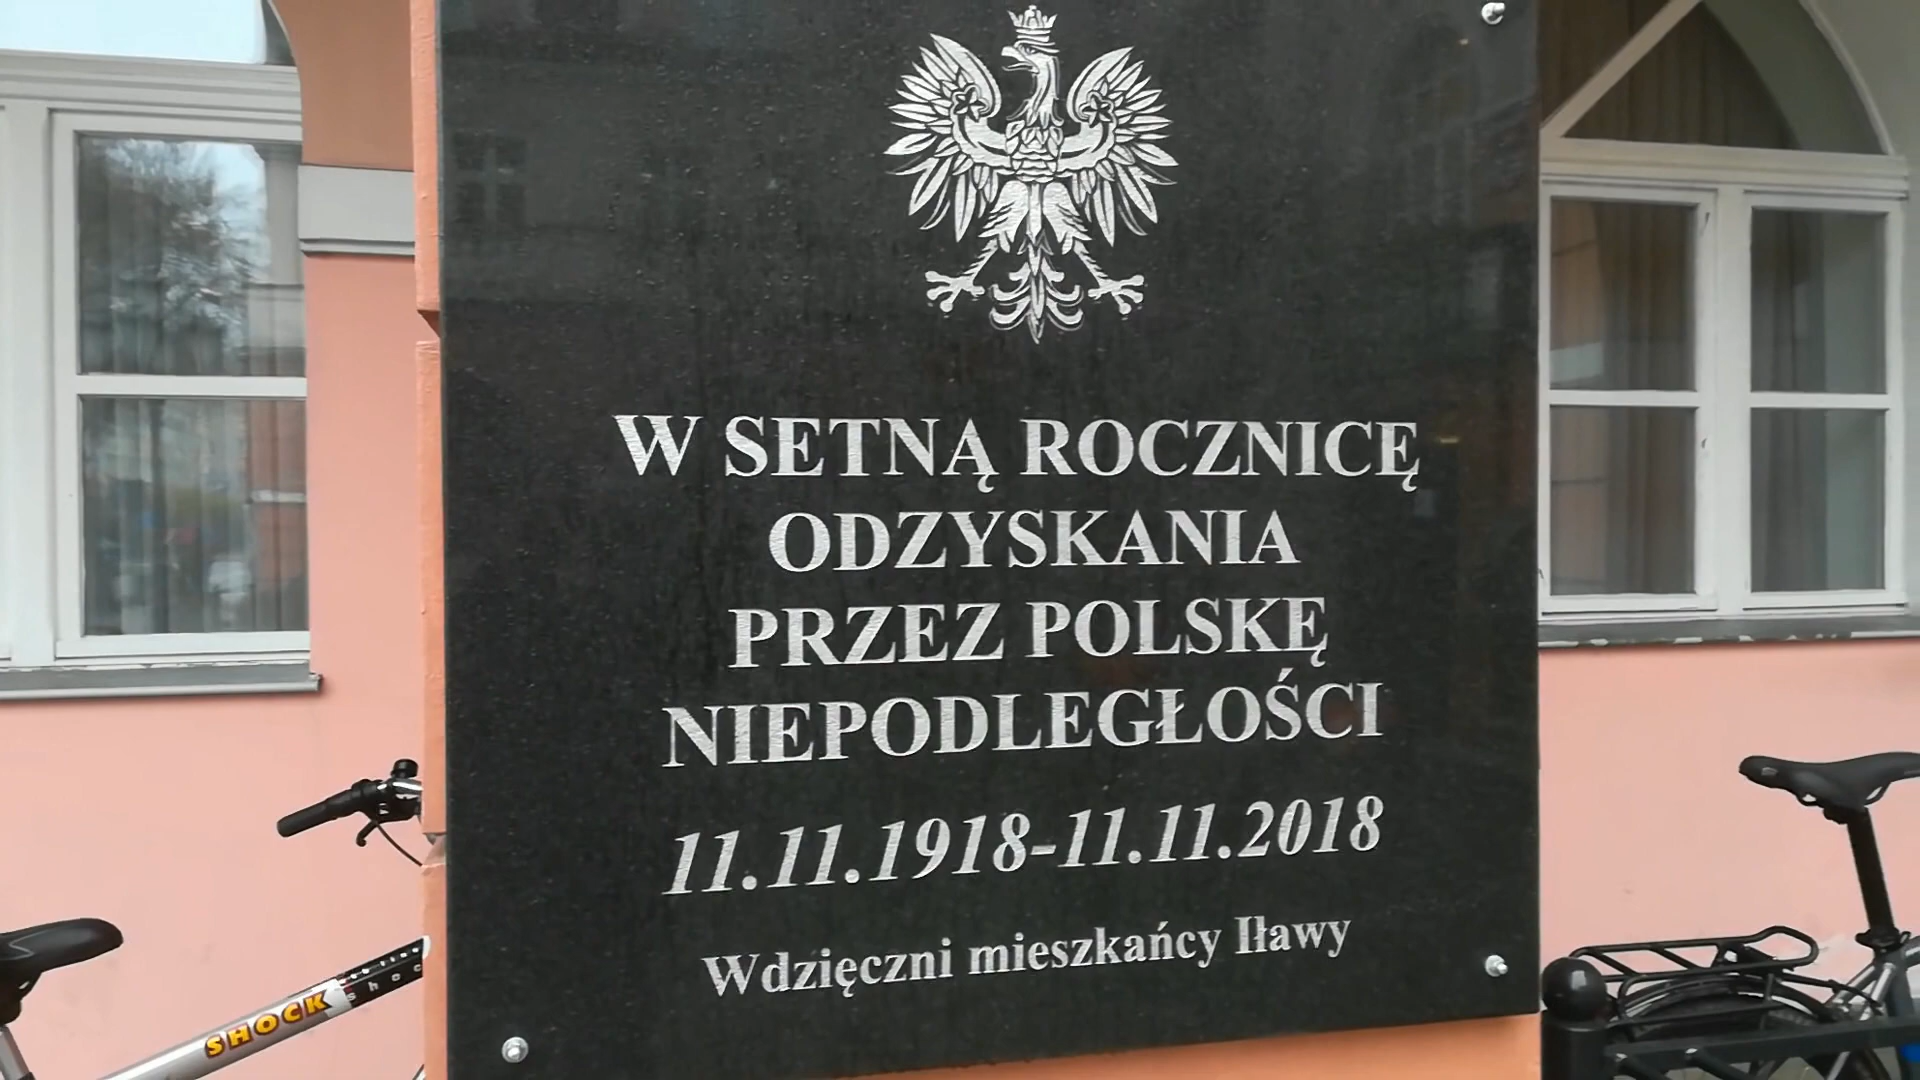 W SETNĄ ROCZNICĘ
ODZYSKANIA
PRZEZ POLSKĘ
NIEPODLEGŁOŚCI
11.11.1918-11.11.2018
Wdzięczni mieszkańcy Iławy
SHOCK